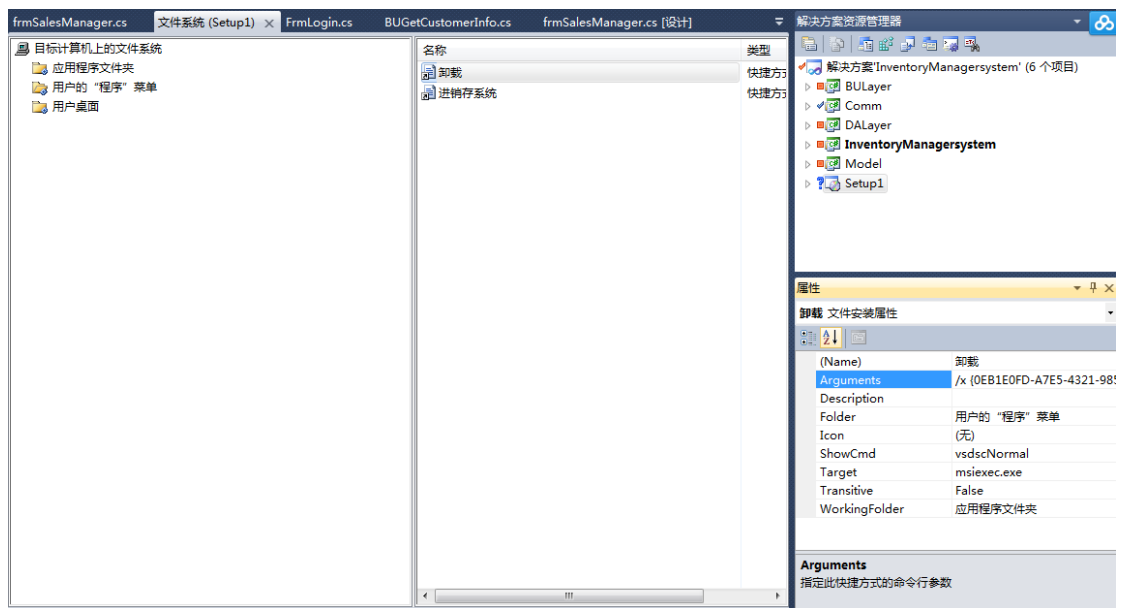 frmSalesManager.cs 文件系统 (Setup1) FrmLogin.cs BUGetCustomerInfo.cs frmSalesManager.cs [设计]
目标计算机上的文件系统
应用程序文件夹
用户的“程序”菜单
用户桌面
名称 类型
卸载 快捷方
进销存系统 快捷方
解决方案资源管理器
解决方案'InventoryManagersystem' (6 个项目)
BULayer
Comm
DALayer
InventoryManagersystem
Model
Setup1
属性
卸载 文件安装属性
(Name) 卸载
Arguments /x {0EB1E0FD-A7E5-4321-985
Description
Folder 用户的“程序”菜单
Icon (无)
ShowCmd vsdscNormal
Target msiexec.exe
Transitive False
WorkingFolder 应用程序文件夹
Arguments
指定此快捷方式的命令行参数